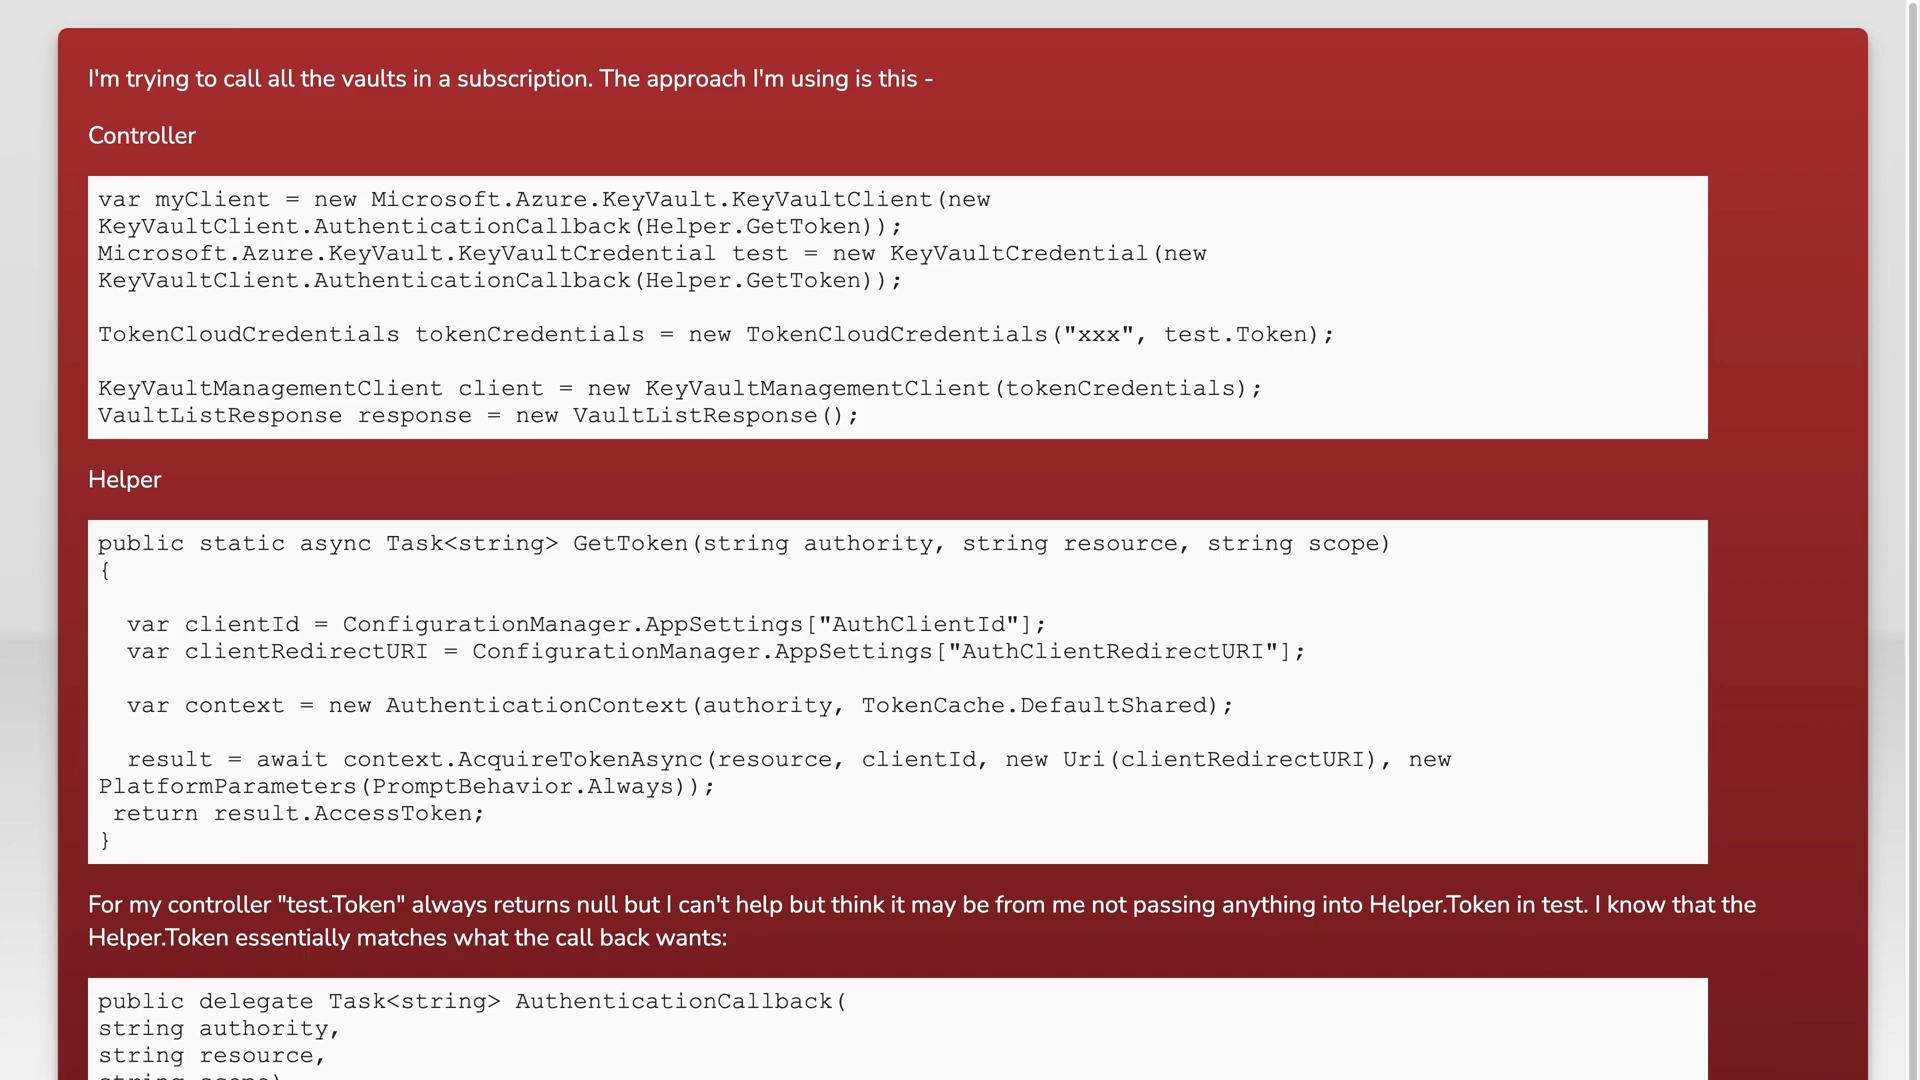 I'm trying to call all the vaults in a subscription. The approach I'm using is this -
Controller
var myClient = new Microsoft.Azure.KeyVault.KeyVaultClient(new
KeyVaultClient.AuthenticationCallback(Helper.GetToken));
Microsoft.Azure.KeyVault.KeyVaultCredential test = new KeyVaultCredential(new
KeyVaultClient.AuthenticationCallback(Helper.GetToken));
TokenCloudCredentials tokenCredentials = new TokenCloudCredentials("xxx", test.Token);
KeyVaultManagementClient client = new KeyVaultManagementClient(tokenCredentials);
VaultListResponse response = new VaultListResponse();
Helper
public static async Task<string> GetToken(string authority, string resource, string scope)
{
var clientId = ConfigurationManager.AppSettings["AuthClientId"];
var clientRedirectURI = ConfigurationManager.AppSettings["AuthClientRedirectURI"];
var context = new AuthenticationContext(authority, TokenCache.DefaultShared);
result = await context.AcquireTokenAsync(resource, clientId, new Uri(clientRedirectURI), new
PlatformParameters(PromptBehavior.Always));
return result.AccessToken;
}
For my controller "test.Token" always returns null but I can't help but think it may be from me not passing anything into Helper.Token in test. I know that the
Helper.Token essentially matches what the call back wants:
public delegate Task<string> AuthenticationCallback(
string authority,
string resource,
string scope)